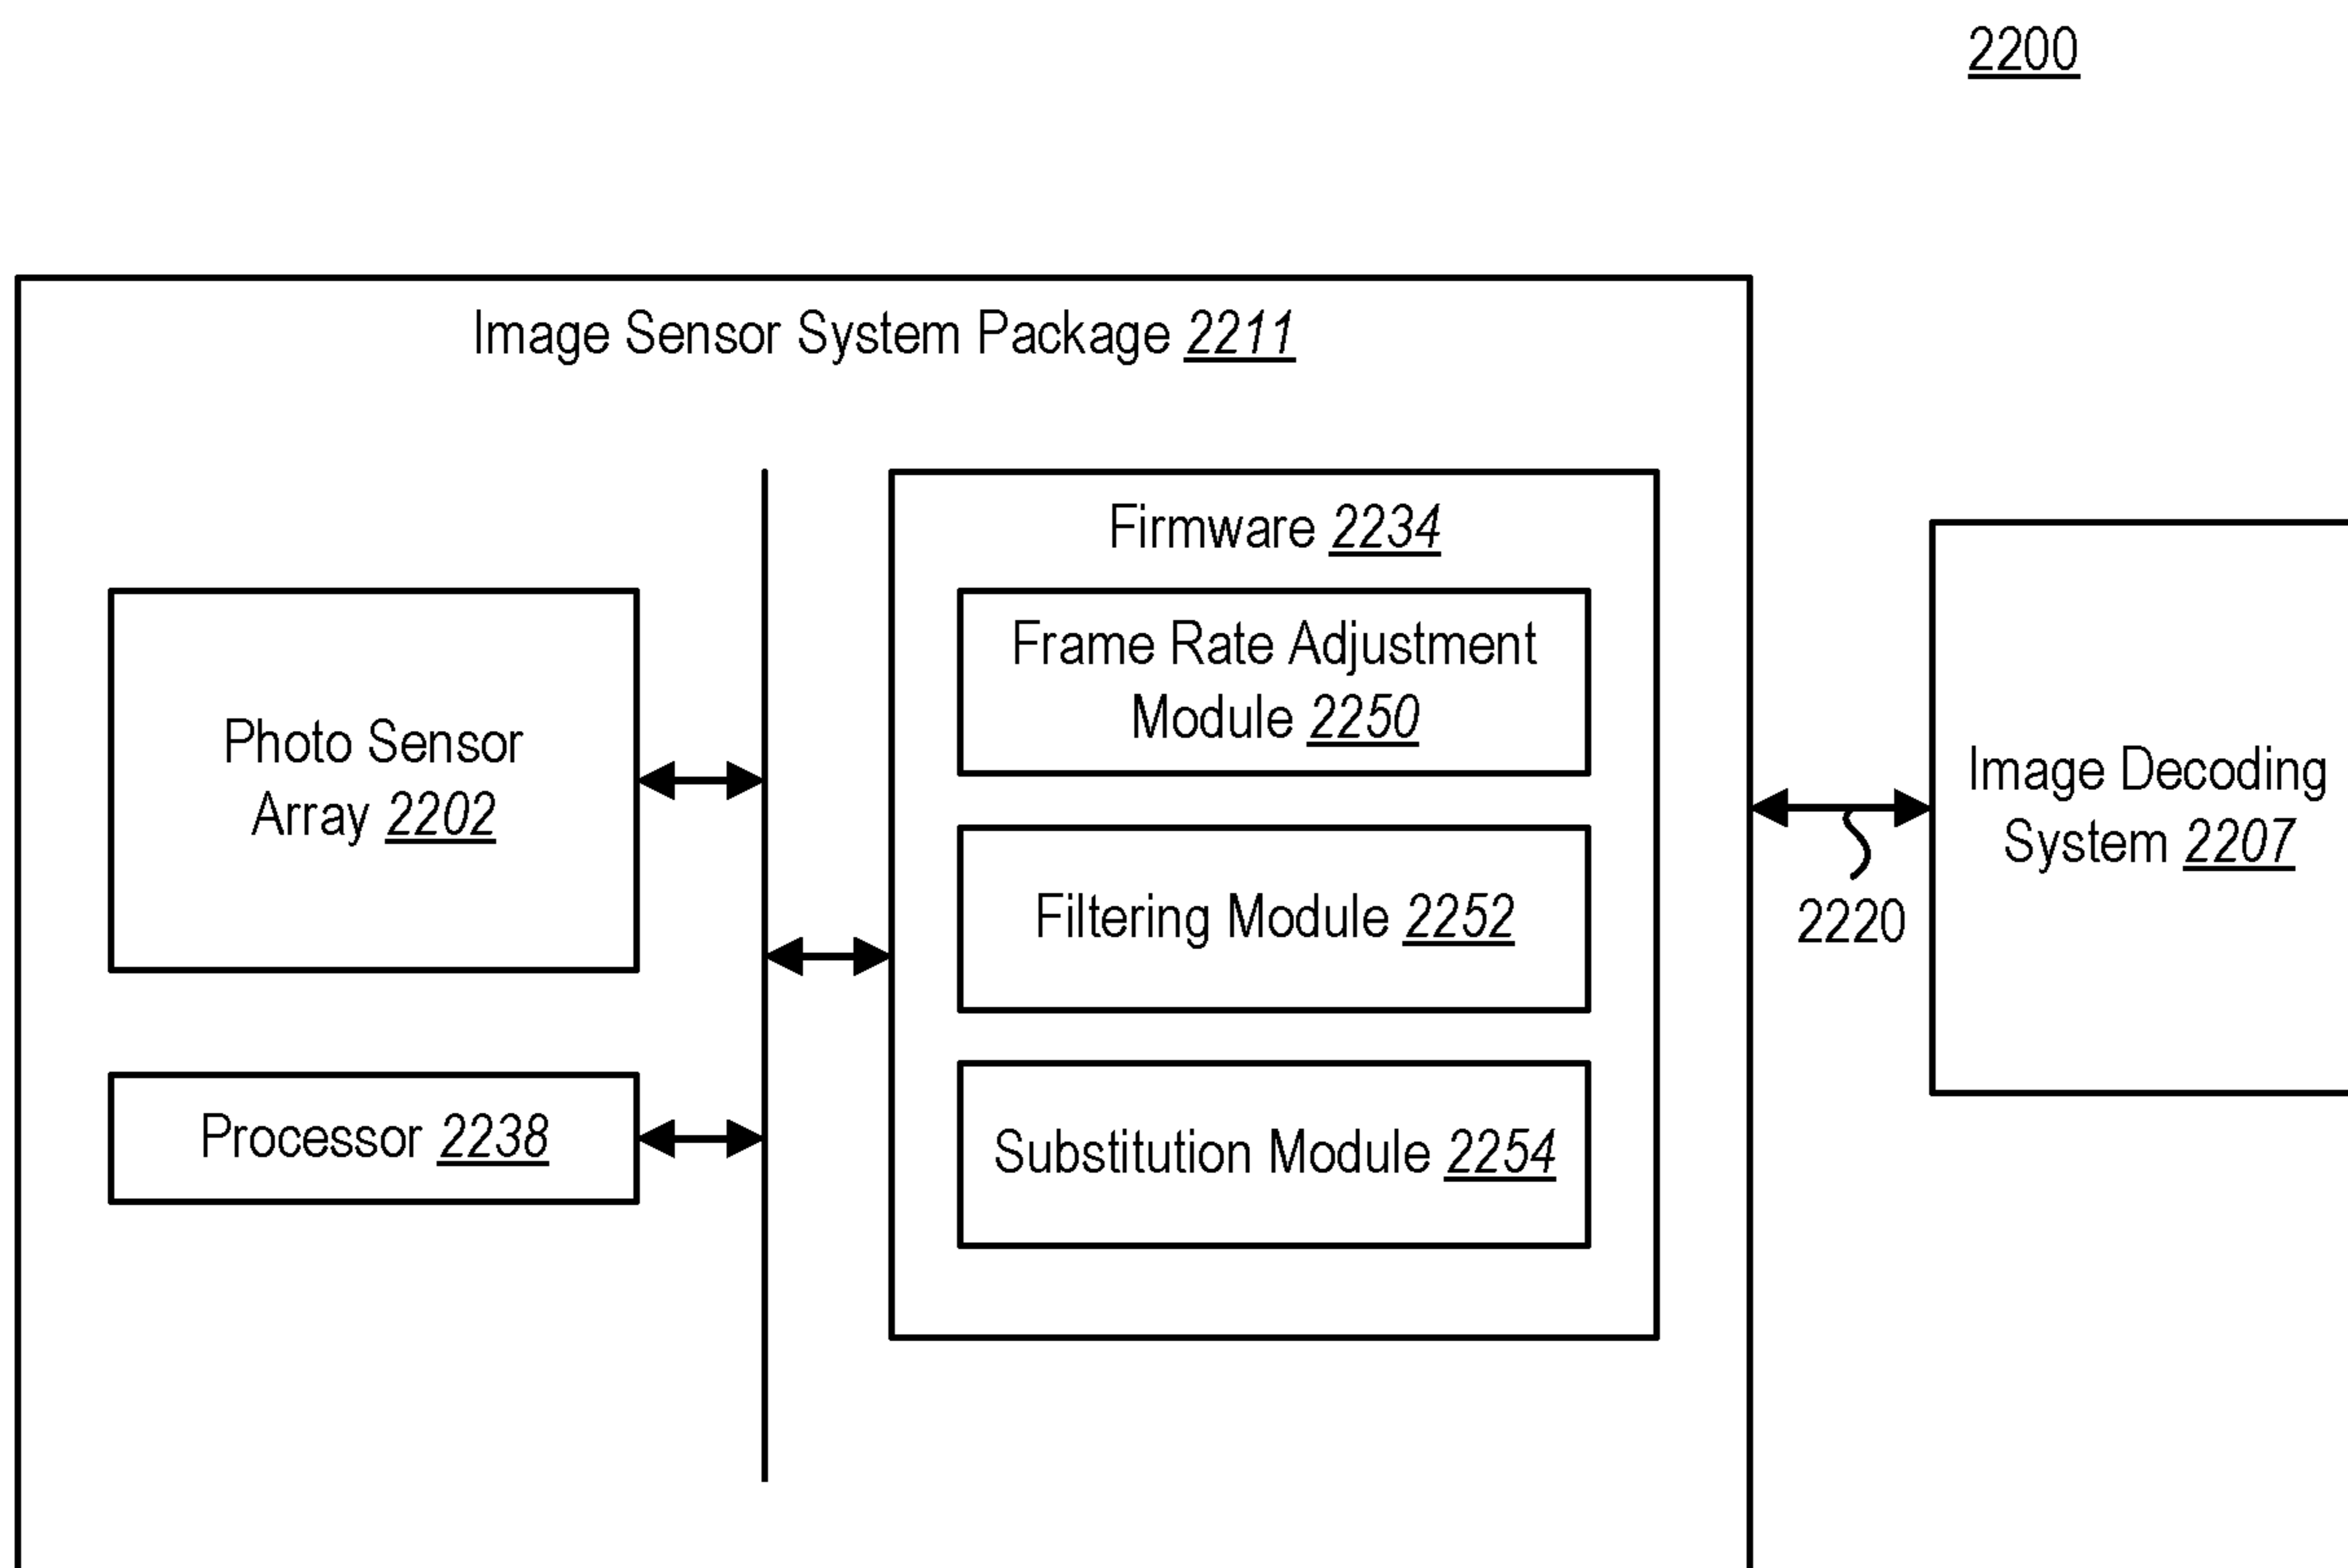 2200
Image Sensor System Package 2211
Firmware 2234
Frame Rate Adjustment
Module 2250
Photo Sensor
Array 2202
Filtering Module 2252
Image Decoding
System 2207
2220
Processor 2238
Substitution Module 2254